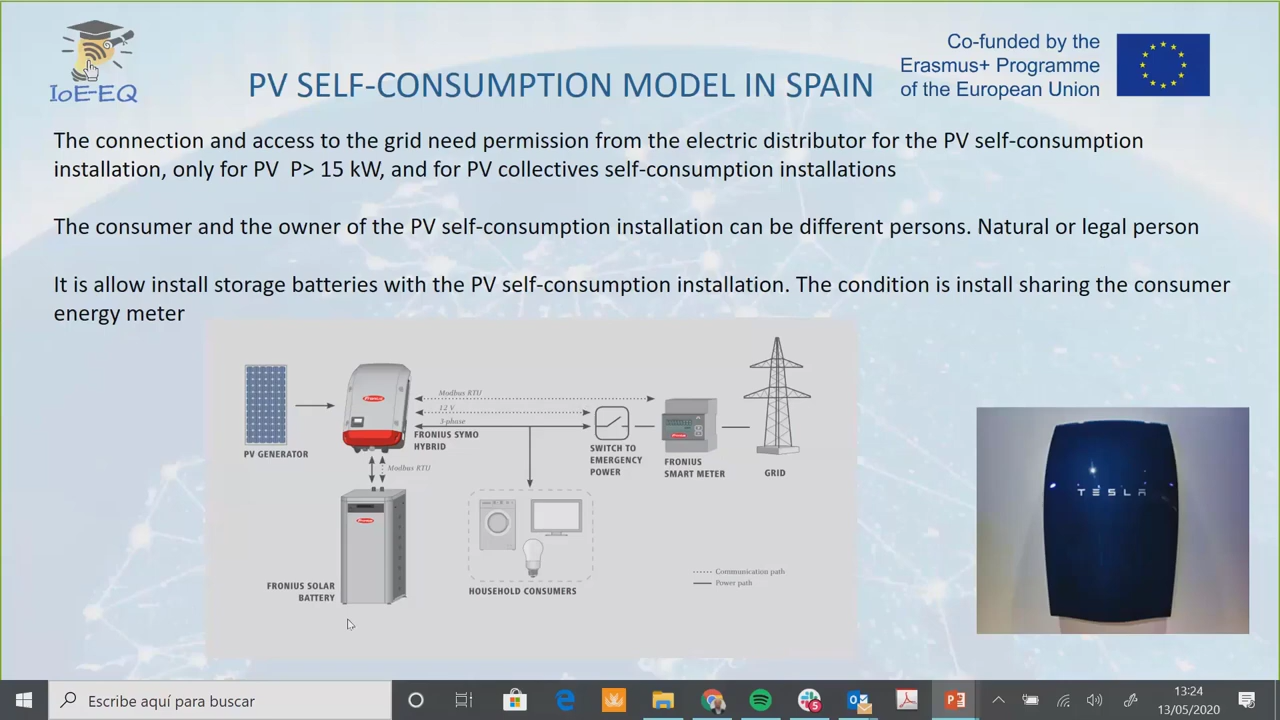 IoE-EQ
Co-funded by the
Erasmus+ Programme
of the European Union
PV SELF-CONSUMPTION MODEL IN SPAIN
The connection and access to the grid need permission from the electric distributor for the PV self-consumption
installation, only for PV P> 15 kW, and for PV collectives self-consumption installations
The consumer and the owner of the PV self-consumption installation can be different persons. Natural or legal person
It is allow install storage batteries with the PV self-consumption installation. The condition is install sharing the consumer
energy meter
PV GENERATOR
Fronius
FRONIUS SYMO
HYBRID
Modbus RTU
12 V
3-phase
Modbus RTU
SWITCH TO
EMERGENCY
POWER
FRONIUS
SMART METER
GRID
Fronius
FRONIUS SOLAR
BATTERY
HOUSEHOLD CONSUMERS
Communication path
Power path
TESLA
Escribe aquí para buscar
13:24
13/05/2020